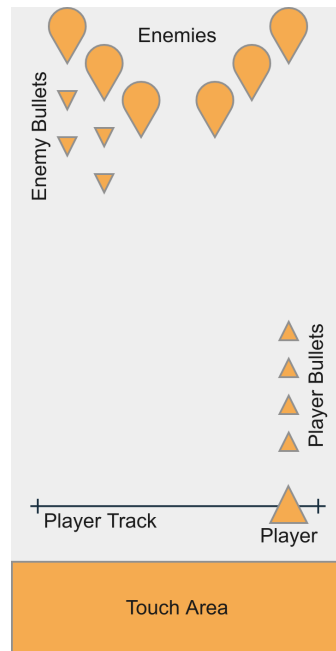 Enemies
Enemy Bullets
Player Bullets
Player Track
Player
Touch Area